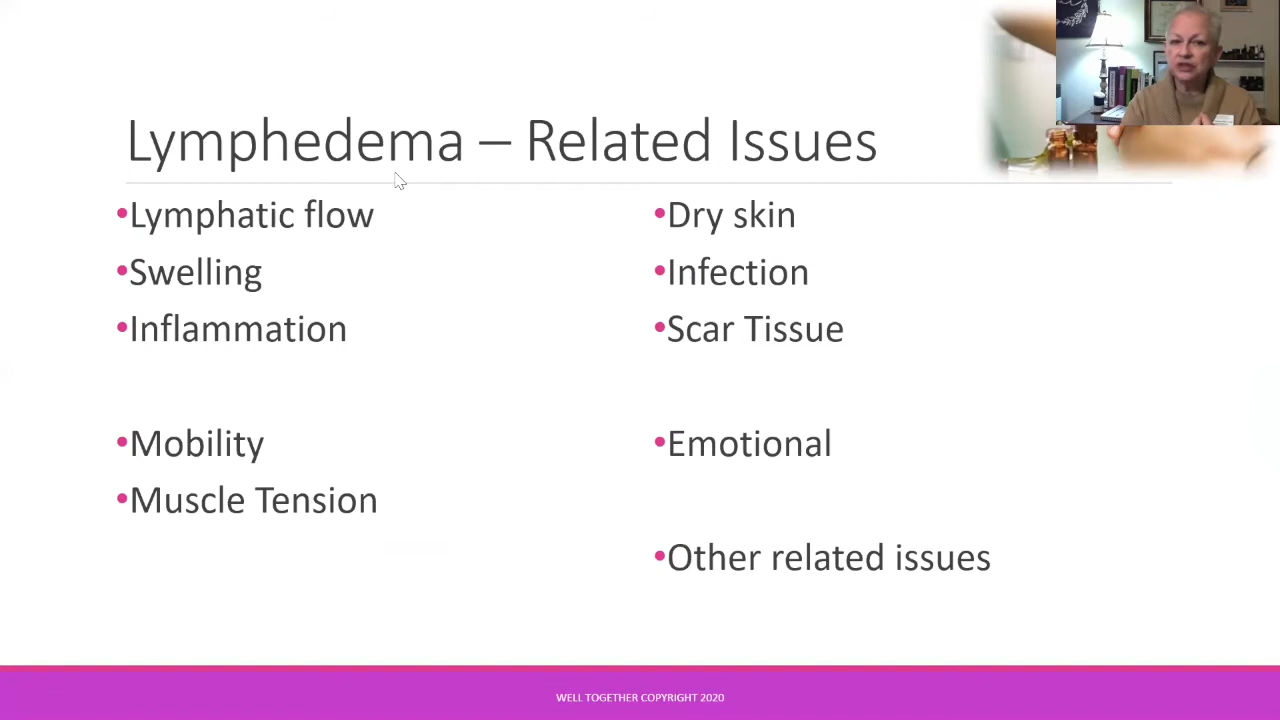 Lymphedema – Related Issues
•Lymphatic flow
•Swelling
•Inflammation
•Mobility
•Muscle Tension
•Dry skin
•Infection
•Scar Tissue
•Emotional
•Other related issues
WELL TOGETHER COPYRIGHT 2020